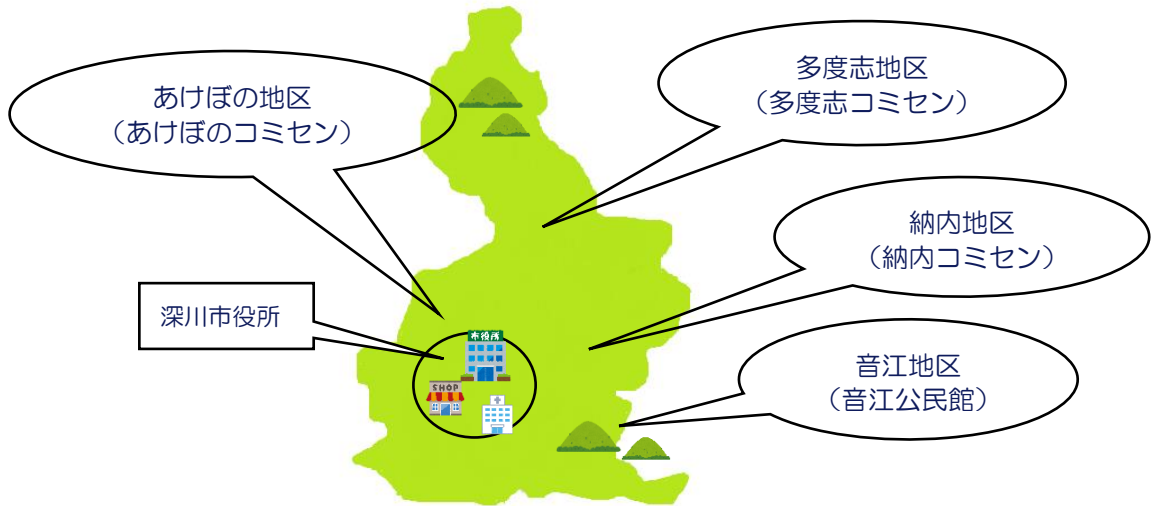 あけぼの地区
（あけぼのコミセン）
多度志地区
（多度志コミセン）
納内地区
（納内コミセン）
深川市役所
市役所
SHOP
音江地区
（音江公民館）